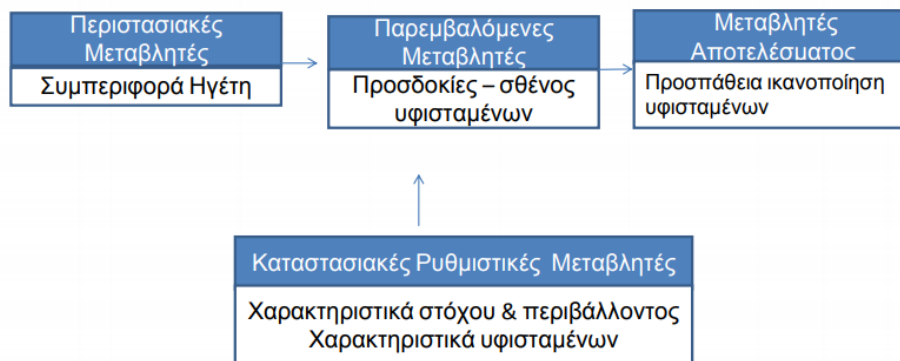 Περιστασιακές
Μεταβλητές
Συμπεριφορά Ηγέτη
Παρεμβαλόμενες
Μεταβλητές
Προσδοκίες – σθένος
υφισταμένων
Μεταβλητές
Αποτελέσματος
Προσπάθεια ικανοποίηση
υφισταμένων
Καταστασιακές Ρυθμιστικές Μεταβλητές
Χαρακτηριστικά στόχου & περιβάλλοντος
Χαρακτηριστικά υφισταμένων